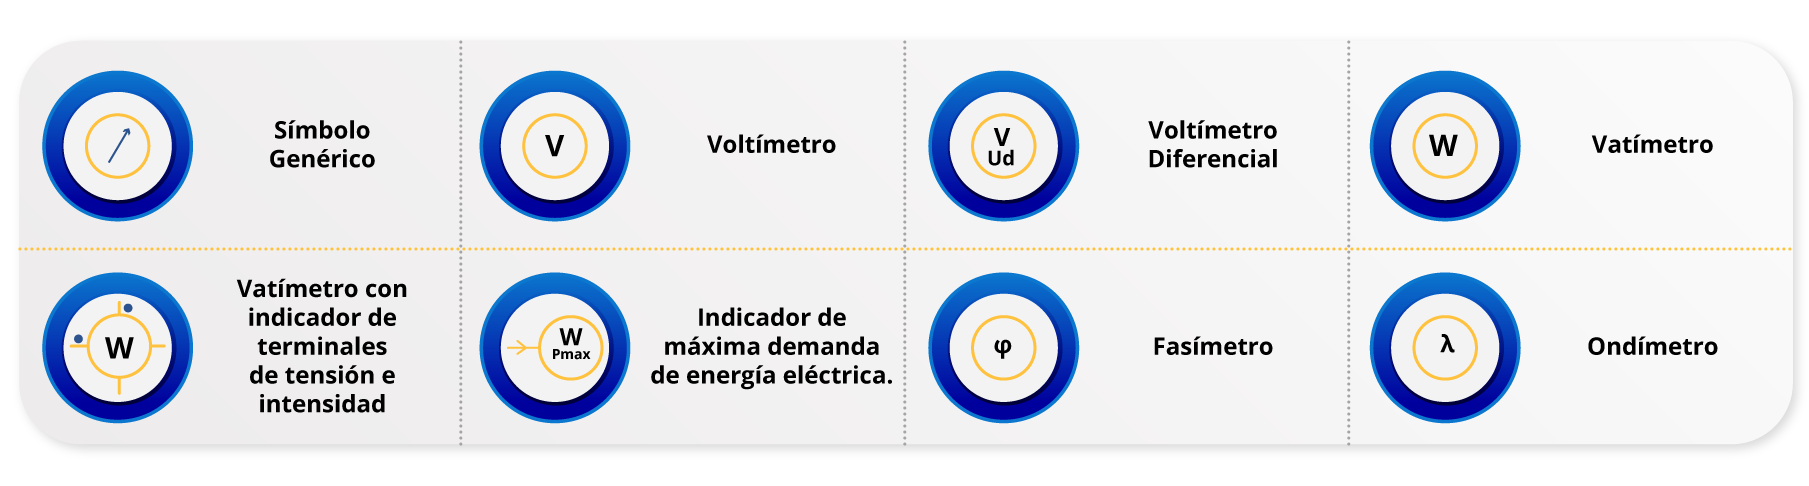 Símbolo
Genérico
V
Voltímetro
V
Ud
Voltímetro
Diferencial
W
Vatímetro
W
Vatímetro con
indicador de
terminales
de tensión e
intensidad
W
Pmax
Indicador de
máxima demanda
de energía eléctrica.
φ
Fasímetro
λ
Ondímetro